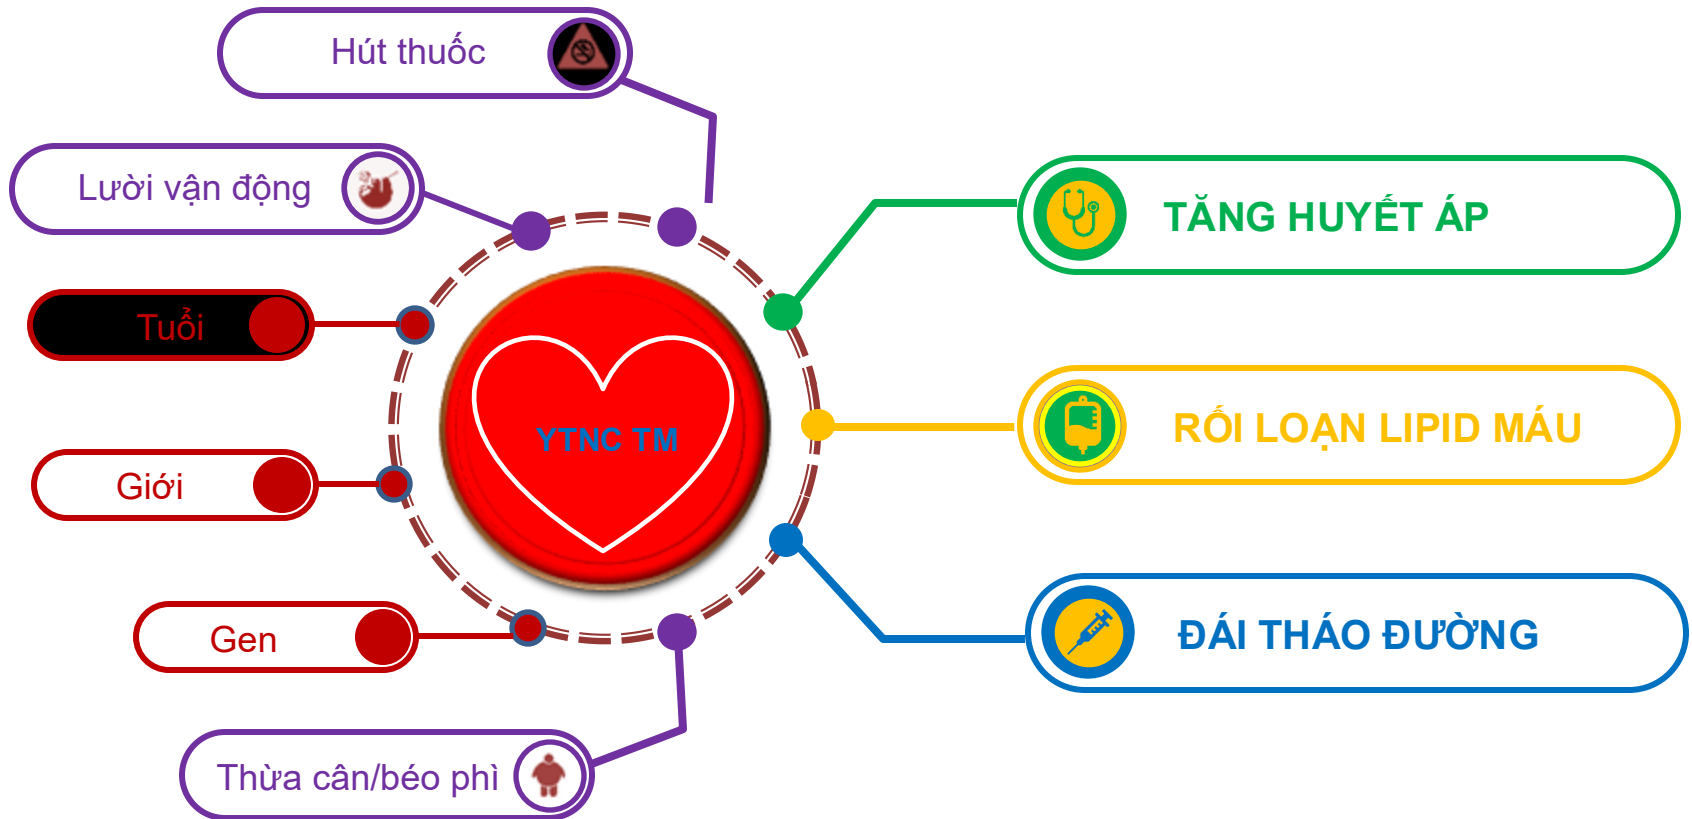 Hút thuốc
Lười vận động
Tuổi
Giới
Gen
Thừa cân/béo phì
YTNC TM
TĂNG HUYẾT ÁP
RỐI LOẠN LIPID MÁU
ĐÁI THÁO ĐƯỜNG